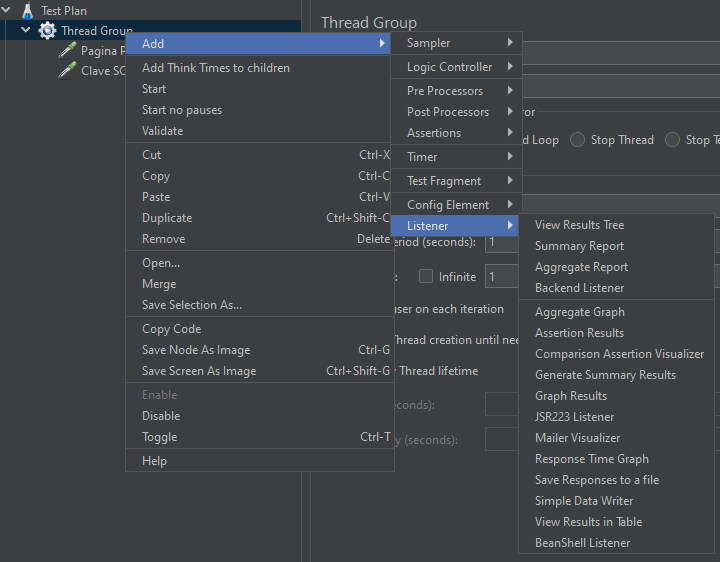 Test Plan
Thread Group
Pagina P
Clave SC
Add
Add Think Times to children
Start
Start no pauses
Validate
Cut Ctrl-X
Copy Ctrl-C
Paste Ctrl-V
Duplicate Ctrl+Shift-C
Remove Delete
Open...
Merge
Save Selection As...
Copy Code
Save Node As Image Ctrl-G
Save Screen As Image Ctrl+Shift-G
Enable
Disable
Toggle Ctrl-T
Help
Sampler
Logic Controller
Pre Processors
Post Processors
Assertions
Timer
Test Fragment
Config Element
Listener
View Results Tree
Summary Report
Aggregate Report
Backend Listener
Aggregate Graph
Assertion Results
Comparison Assertion Visualizer
Generate Summary Results
Graph Results
JSR223 Listener
Mailer Visualizer
Response Time Graph
Save Responses to a file
Simple Data Writer
View Results in Table
BeanShell Listener
Thread Group
or
d Loop Stop Thread Stop Te
eriod (seconds): 1
: Infinite 1
user on each iteration
Thread creation until nee
y Thread lifetime
conds):
y (seconds):